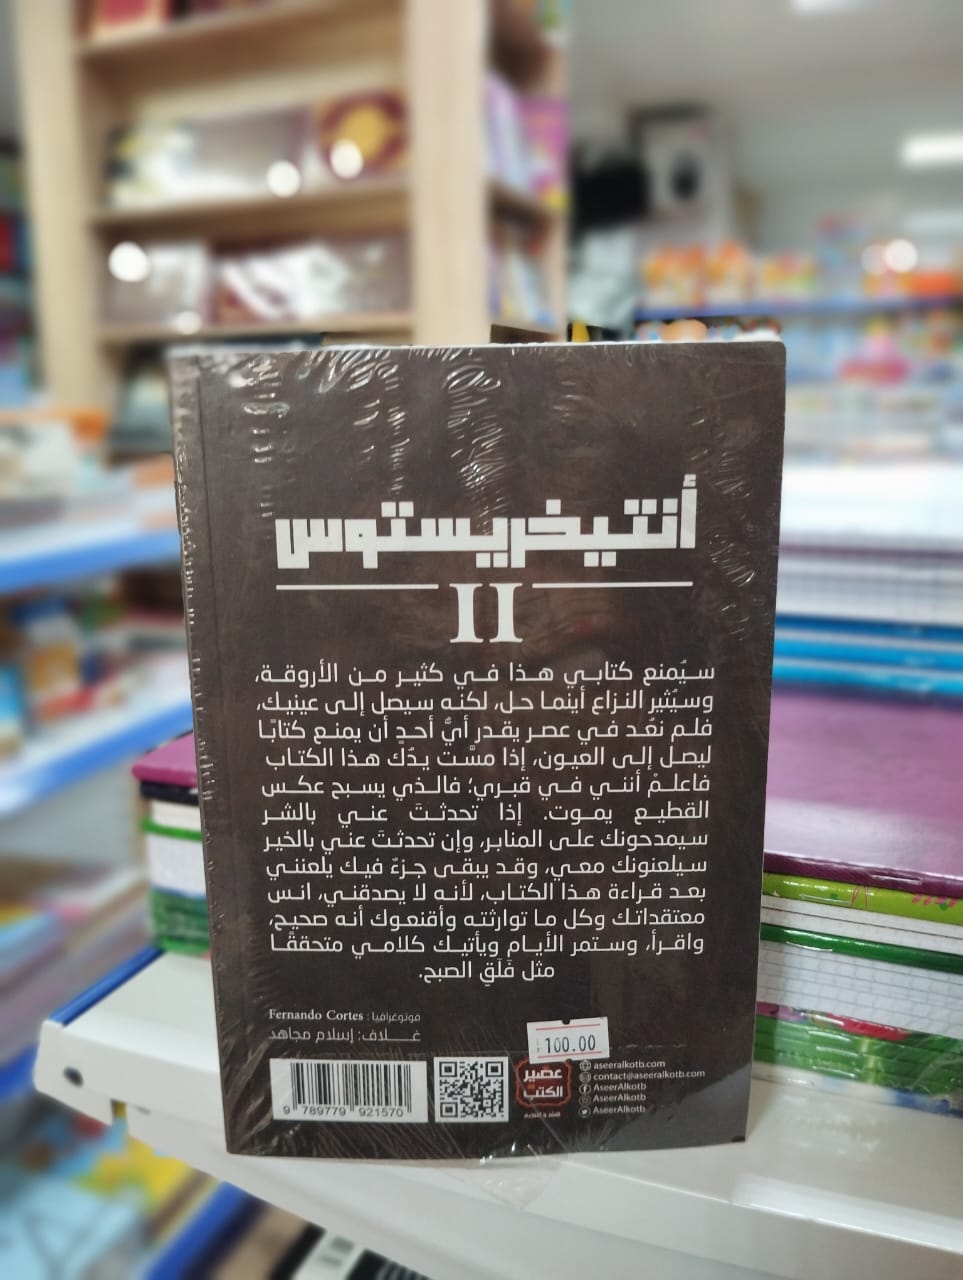 أنتيخريستوس
II
سيُمنع كتابي هذا في كثير من الأروقة،
وسيُثير النزاع أينما حل، لكنه سيصل إلى عينيك،
فلم نعُد في عصر يقدر أيُّ أحدٍ أن يمنع كتابًا
ليصل إلى العيون، إذا مسَّت يدُك هذا الكتاب
فاعلمْ أنني في قبري؛ فالذي يسبح عكس
القطيع يموت. إذا تحدثتَ عني بالشر
سيمدحونك على المنابر، وإن تحدثتَ عني بالخير
سيلعنونك معي، وقد يبقى جزءٌ فيك يلعنني
بعد قراءة هذا الكتاب، لأنه لا يصدقني، انس
معتقداتك وكل ما توارثته وأقنعوك أنه صحيح،
واقرأ، وستمر الأيام ويأتيك كلامي متحققًا
مثل فَلَقِ الصبح.
فوتوغرافيا: Fernando Cortes
غلاف: إسلام مجاهد
100.00
9 789779 921570
عصير
الكتب
للنشر و التوزيع
aseeralkotb.com
contact@aseeralkotb.com
AseerAlkotb
AseerAlkotb
AseerAlkotb